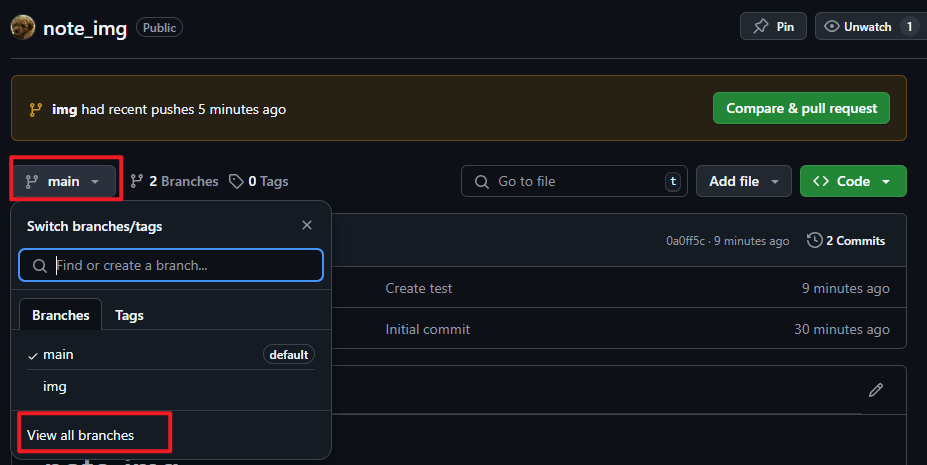 note_img Public Pin Unwatch 1
img had recent pushes 5 minutes ago Compare & pull request
main 2 Branches 0 Tags Go to file t Add file <> Code
Switch branches/tags
0a0ff5c · 9 minutes ago 2 Commits
Find or create a branch...
Create test 9 minutes ago
Branches Tags
Initial commit 30 minutes ago
main default
img
View all branches
note_img